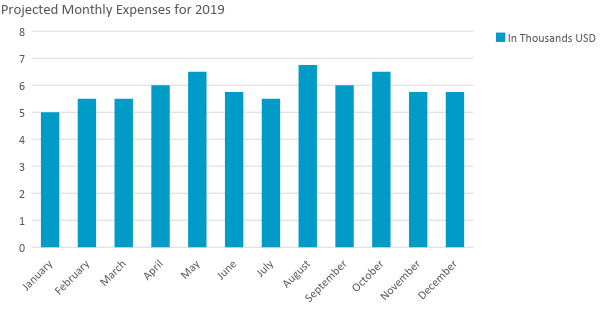 Projected Monthly Expenses for 2019
8
7
6
5
4
3
2
1
0
In Thousands USD
January
February
March
April
May
June
July
August
September
October
November
December